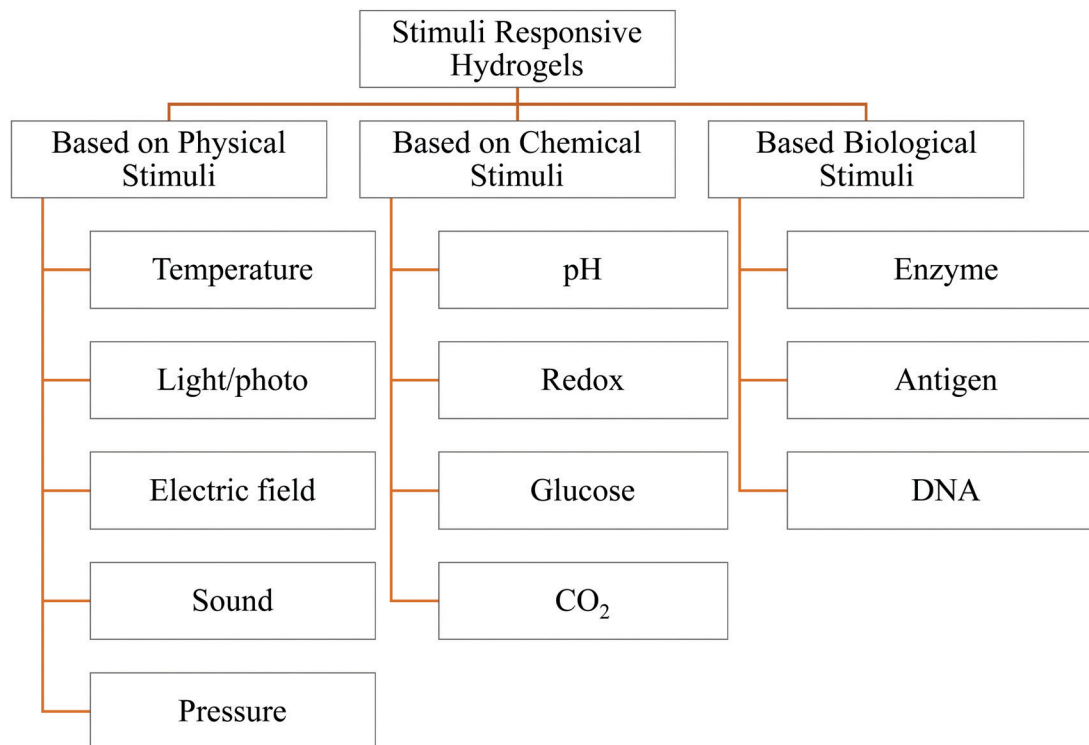 Stimuli Responsive
Hydrogels
Based on Physical
Stimuli
Based on Chemical
Stimuli
Based Biological
Stimuli
Temperature
Light/photo
Electric field
Sound
Pressure
pH
Redox
Glucose
CO₂
Enzyme
Antigen
DNA